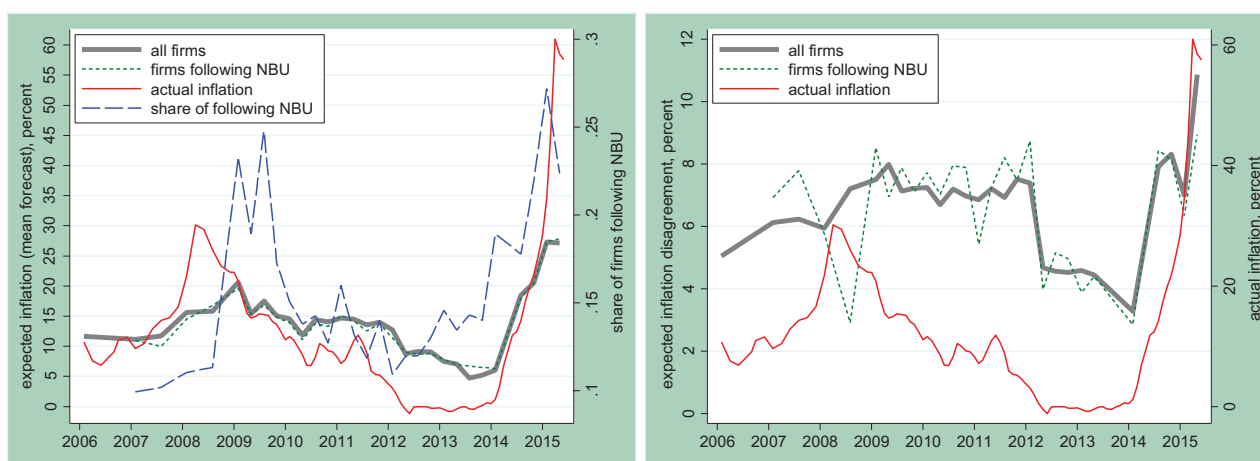 all firms
firms following NBU
actual inflation
share of following NBU
expected inflation (mean forecast), percent
60
55
50
45
40
35
30
25
20
15
10
5
0
.3
.25
.2
.15
.1
share of firms following NBU
2006 2007 2008 2009 2010 2011 2012 2013 2014 2015
all firms
firms following NBU
actual inflation
expected inflation disagreement, percent
12
10
8
6
4
2
0
60
40
20
0
actual inflation, percent
2006 2007 2008 2009 2010 2011 2012 2013 2014 2015